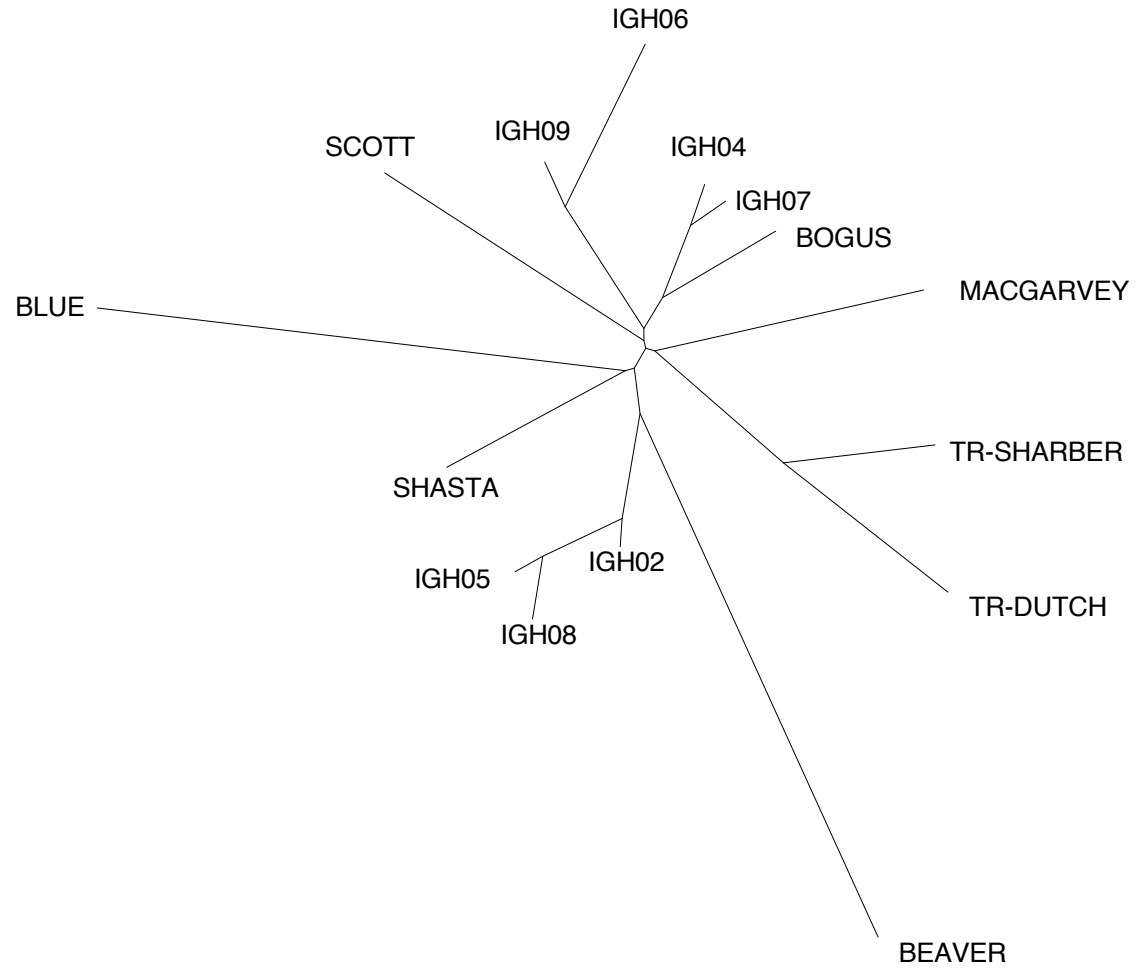 IGH06
IGH09
SCOTT
IGH04
IGH07
BOGUS
MACGARVEY
BLUE
TR-SHARBER
SHASTA
IGH02
IGH05
TR-DUTCH
IGH08
BEAVER